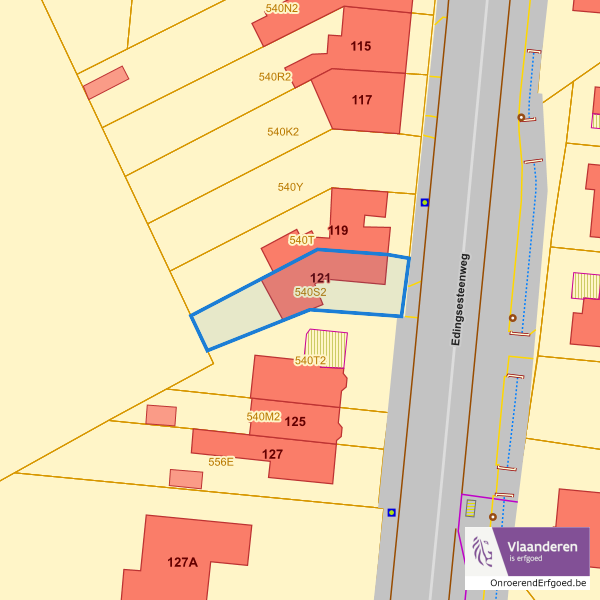 540N2
115
540R2
117
540K2
540Y
119
540T
121
540S2
Edingsesteenweg
540T2
540M2
125
127
556E
127A
Vlaanderen
is erfgoed
OnroerendErfgoed.be